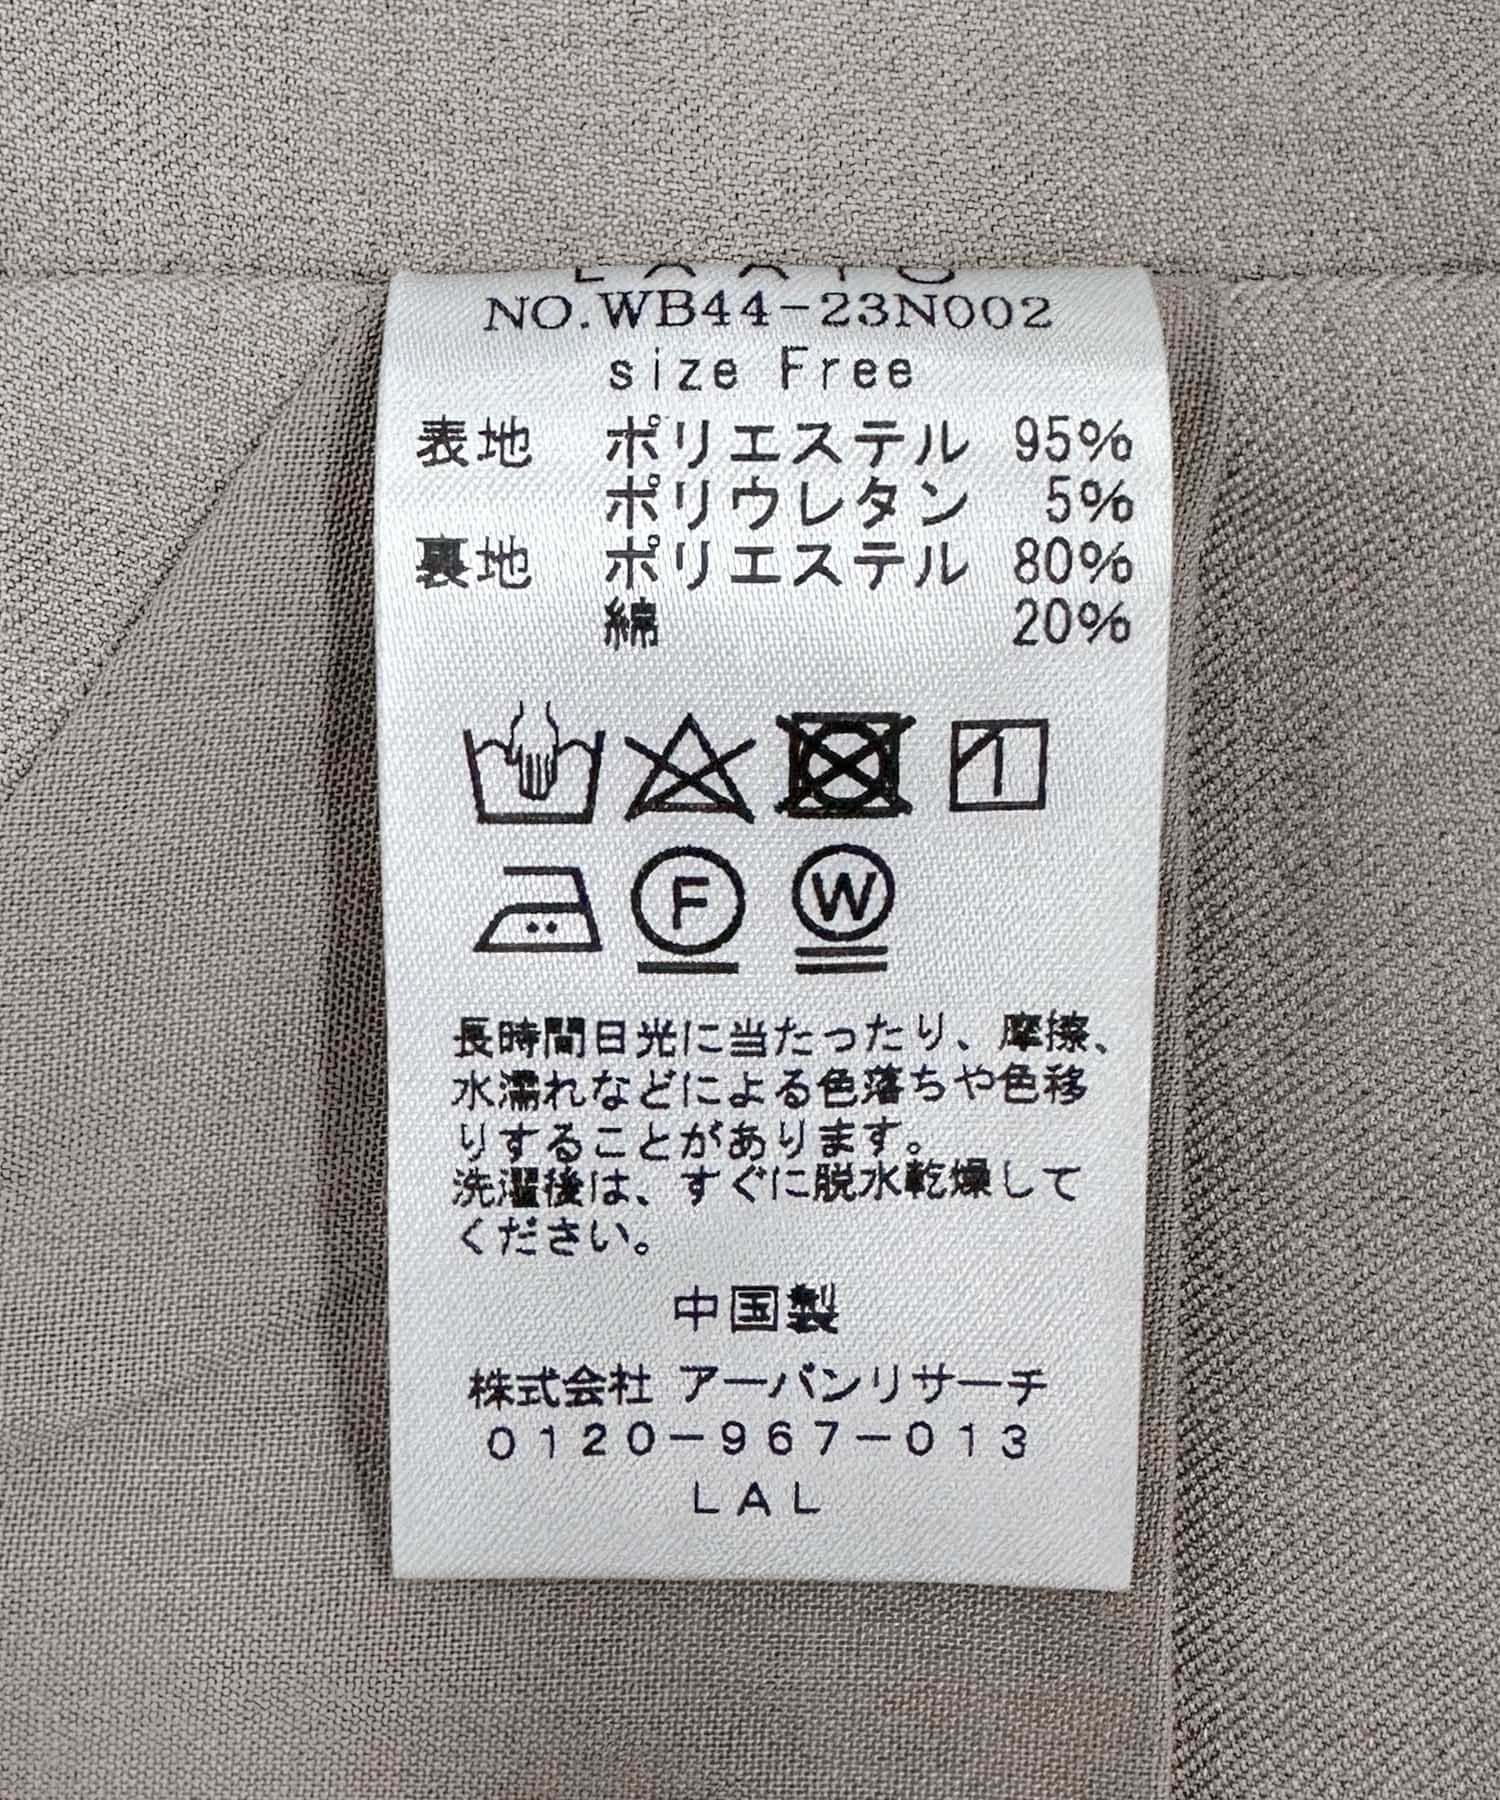 NO.WB44-23N002
size Free
表地 ポリエステル 95%
ポリウレタン 5%
裏地 ポリエステル 80%
綿 20%
F W
長時間日光に当たったり、摩擦、
水濡れなどによる色落ちや色移
りすることがあります。
洗濯後は、すぐに脱水乾燥して
ください。
中国製
株式会社 アーバンリサーチ
0120-967-013
LAL